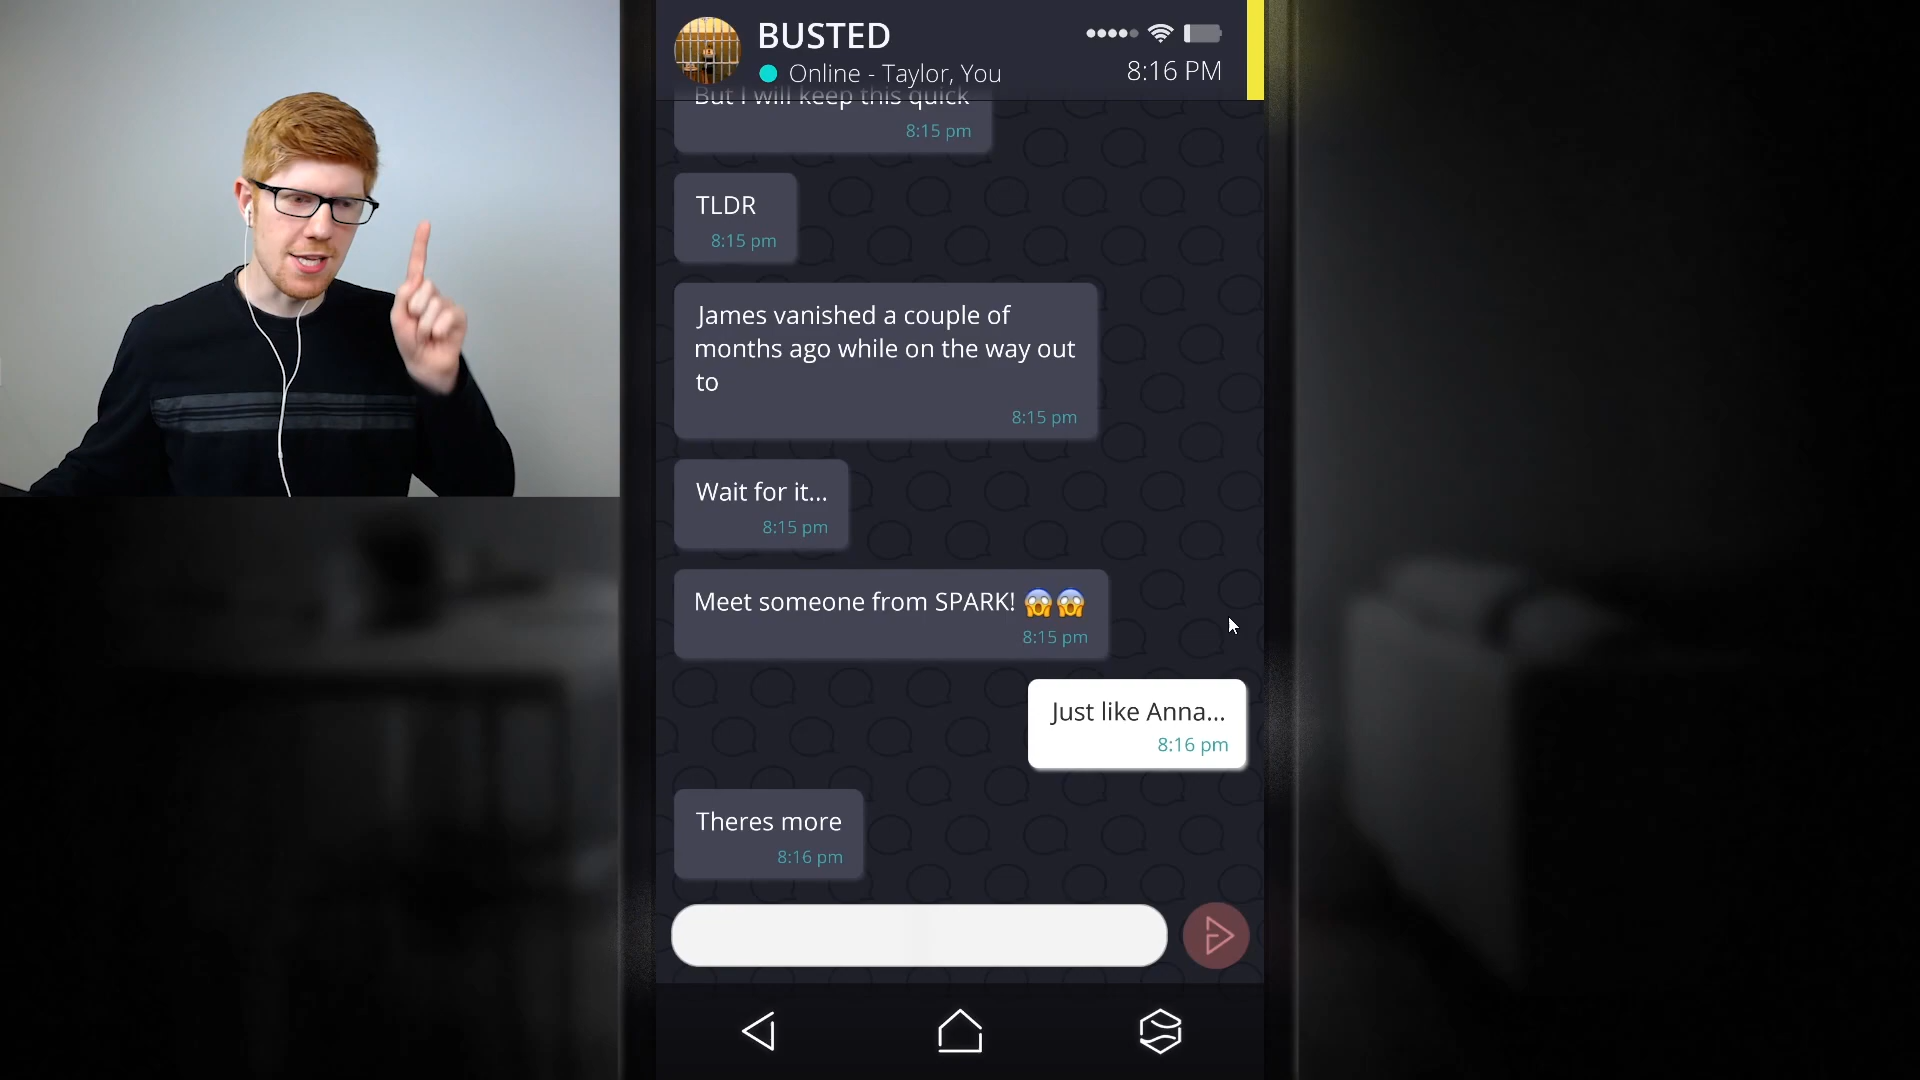 BUSTED
Online - Taylor, You
8:16 PM
But I will keep this quick
8:15 pm
TLDR
8:15 pm
James vanished a couple of
months ago while on the way out
to
8:15 pm
Wait for it...
8:15 pm
Meet someone from SPARK! 😱😱
8:15 pm
Just like Anna...
8:16 pm
Theres more
8:16 pm